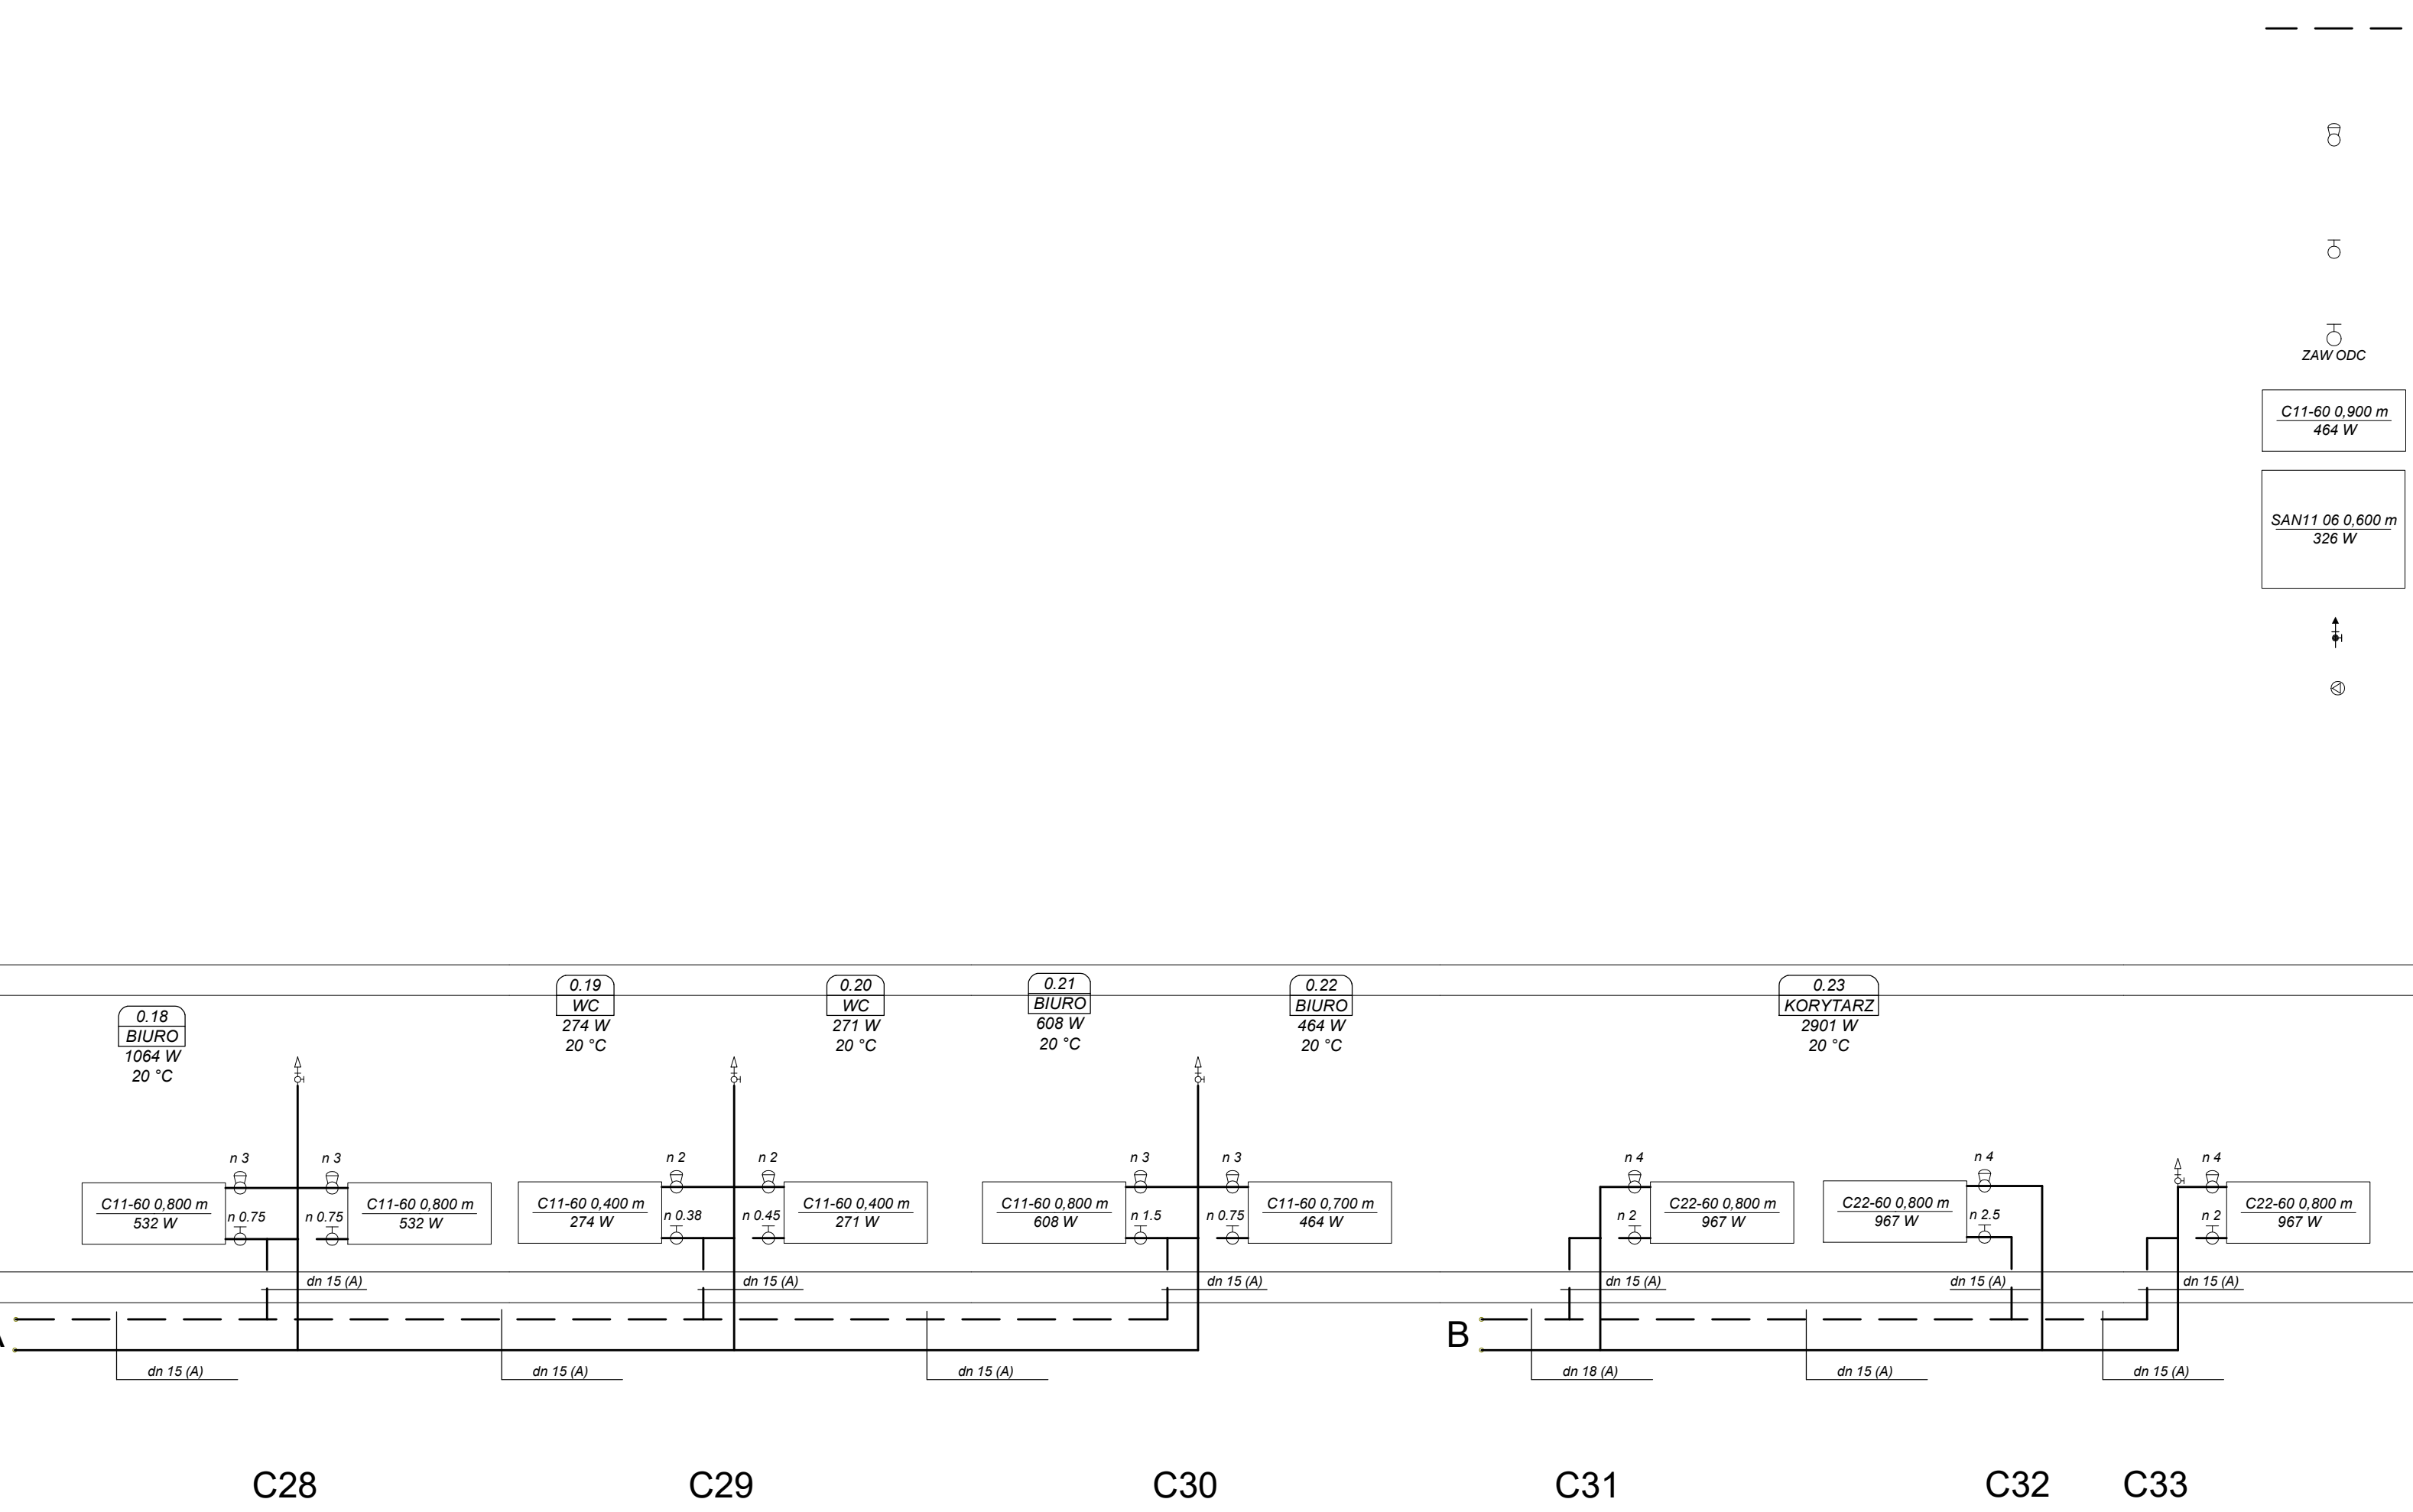 ZAW ODC
C11-60 0,900 m
464 W
SAN11 06 0,600 m
326 W
0.18
BIURO
1064 W
20 °C
0.19
WC
274 W
20 °C
0.20
WC
271 W
20 °C
0.21
BIURO
608 W
20 °C
0.22
BIURO
464 W
20 °C
0.23
KORYTARZ
2901 W
20 °C
n 3
n 3
C11-60 0,800 m
532 W
n 0.75
n 0.75
C11-60 0,800 m
532 W
n 2
n 2
C11-60 0,400 m
274 W
n 0.38
n 0.45
C11-60 0,400 m
271 W
n 3
n 3
C11-60 0,800 m
608 W
n 1.5
n 0.75
C11-60 0,700 m
464 W
n 4
n 2
C22-60 0,800 m
967 W
n 4
C22-60 0,800 m
967 W
n 2.5
n 4
n 2
C22-60 0,800 m
967 W
dn 15 (A)
dn 15 (A)
dn 15 (A)
dn 15 (A)
dn 15 (A)
dn 15 (A)
B
dn 15 (A)
dn 15 (A)
dn 15 (A)
dn 18 (A)
dn 15 (A)
dn 15 (A)
C28
C29
C30
C31
C32
C33